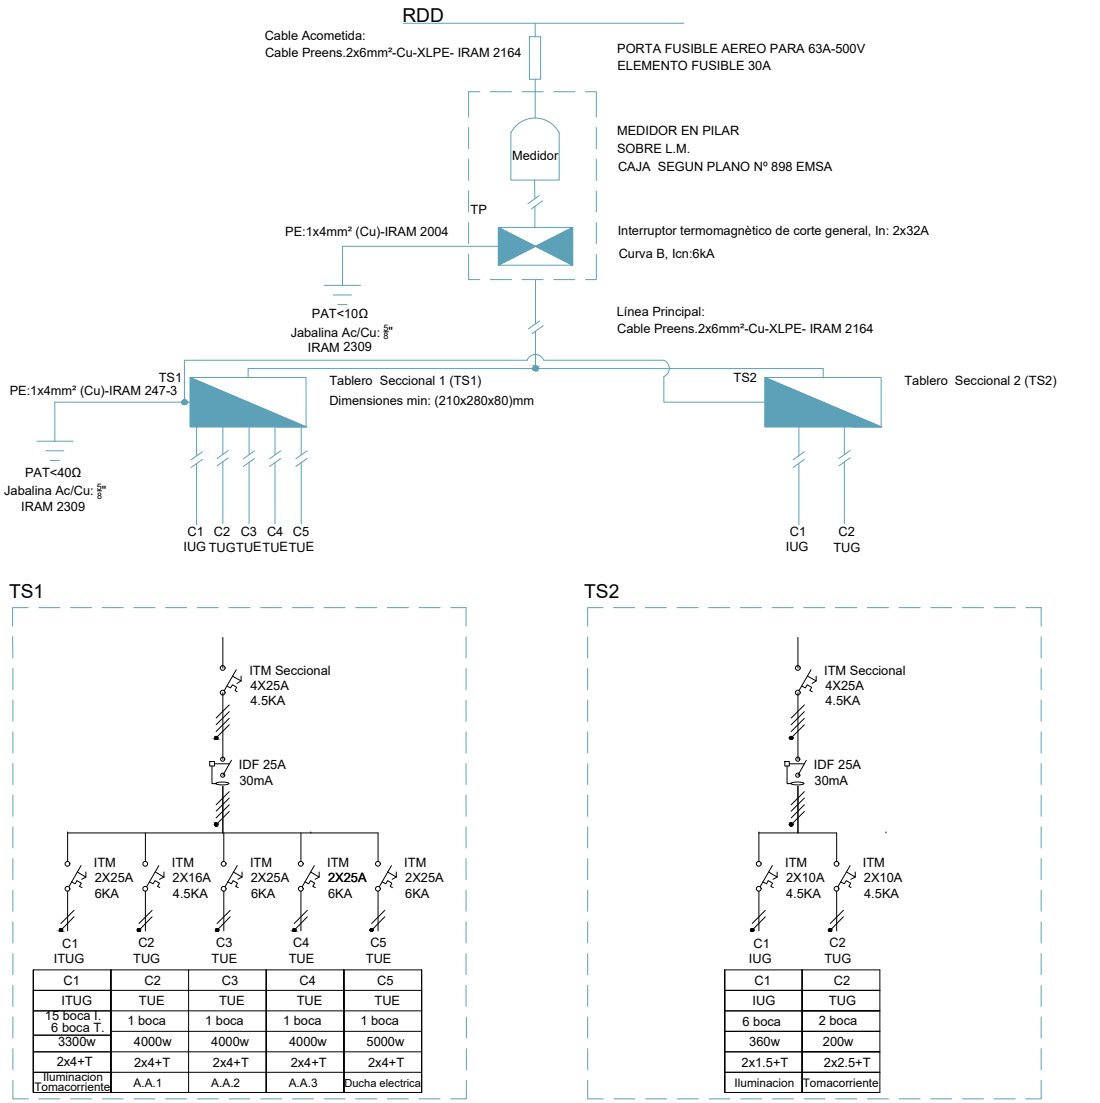 RDD
Cable Acometida:
Cable Preens.2x6mm²-Cu-XLPE- IRAM 2164
PORTA FUSIBLE AEREO PARA 63A-500V
ELEMENTO FUSIBLE 30A
Medidor
MEDIDOR EN PILAR
SOBRE L.M.
CAJA SEGUN PLANO Nº 898 EMSA
TP
PE:1x4mm² (Cu)-IRAM 2004
Interruptor termomagnètico de corte general, In: 2x32A
Curva B, Icn:6kA
PAT<10Ω
Jabalina Ac/Cu: 5/8"
IRAM 2309
Línea Principal:
Cable Preens.2x6mm²-Cu-XLPE- IRAM 2164
TS1
PE:1x4mm² (Cu)-IRAM 247-3
Tablero Seccional 1 (TS1)
Dimensiones min: (210x280x80)mm
TS2
Tablero Seccional 2 (TS2)
PAT<40Ω
Jabalina Ac/Cu: 5/8"
IRAM 2309
C1 C2 C3 C4 C5
IUG TUG TUE TUE TUE
C1 C2
IUG TUG
TS1
ITM Seccional
4X25A
4.5KA
IDF 25A
30mA
ITM ITM ITM ITM ITM
2X25A 2X16A 2X25A 2X25A 2X25A
6KA 4.5KA 6KA 6KA 6KA
C1 C2 C3 C4 C5
ITUG TUG TUE TUE TUE
C1 C2 C3 C4 C5
ITUG TUE TUE TUE TUE
15 boca I. 1 boca 1 boca 1 boca 1 boca
6 boca T.
3300w 4000w 4000w 4000w 5000w
2x4+T 2x4+T 2x4+T 2x4+T 2x4+T
Iluminacion A.A.1 A.A.2 A.A.3 Ducha electrica
Tomacorriente
TS2
ITM Seccional
4X25A
4.5KA
IDF 25A
30mA
ITM ITM
2X10A 2X10A
4.5KA 4.5KA
C1 C2
IUG TUG
C1 C2
IUG TUG
6 boca 2 boca
360w 200w
2x1.5+T 2x2.5+T
Iluminacion Tomacorriente